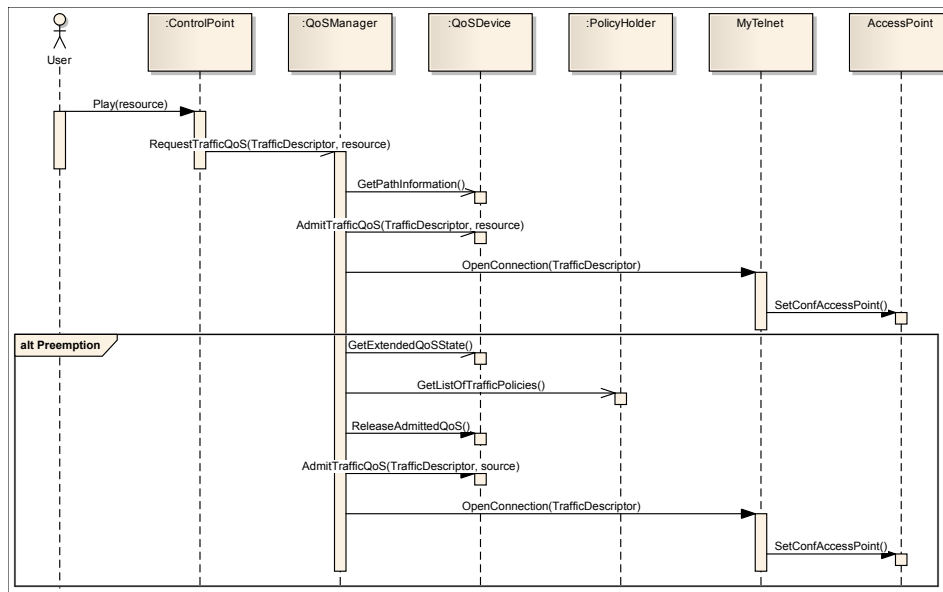 :ControlPoint
:QoSManager
:QoSDevice
:PolicyHolder
MyTelnet
AccessPoint
User
Play(resource)
RequestTrafficQoS(TrafficDescriptor, resource)
GetPathInformation()
AdmitTrafficQoS(TrafficDescriptor, resource)
OpenConnection(TrafficDescriptor)
SetConfAccessPoint()
alt Preemption
GetExtendedQoSState()
GetListOfTrafficPolicies()
ReleaseAdmittedQoS()
AdmitTrafficQoS(TrafficDescriptor, source)
OpenConnection(TrafficDescriptor)
SetConfAccessPoint()